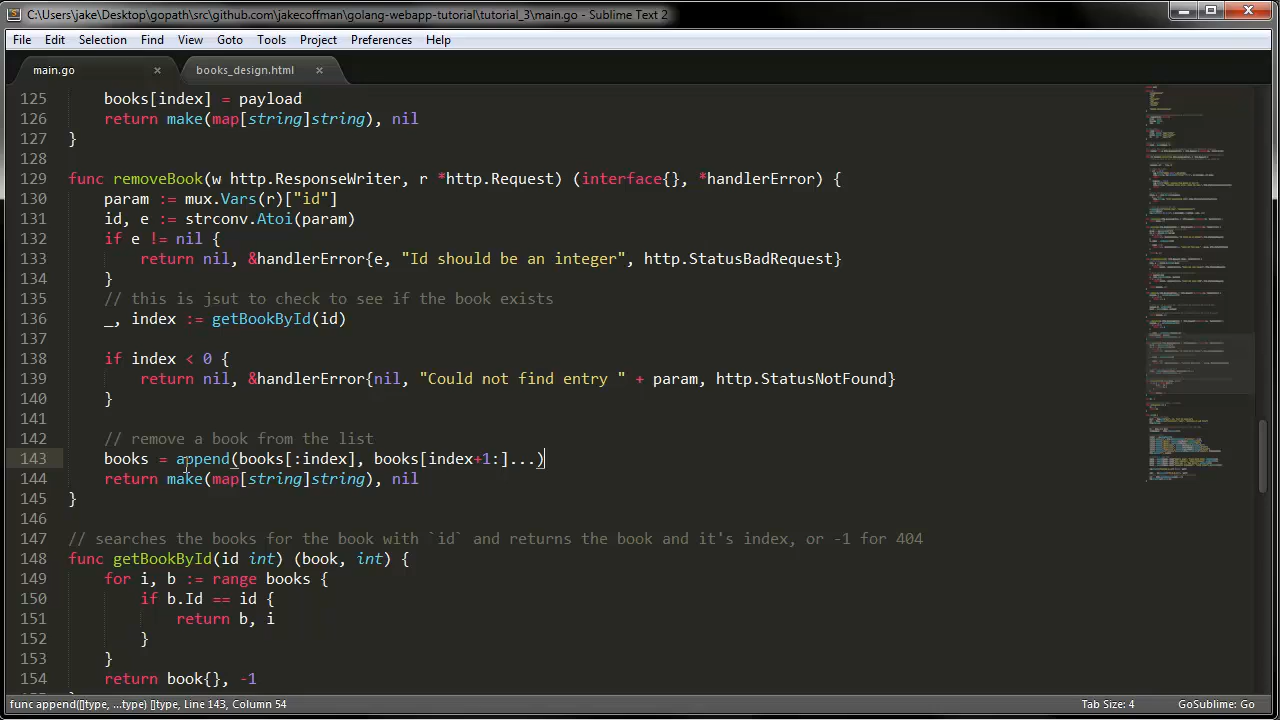 C:\Users\jake\Desktop\gopath\src\github.com\jakecoffman\golang-webapp-tutorial\tutorial_3\main.go - Sublime Text 2
File Edit Selection Find View Goto Tools Project Preferences Help
main.go × books_design.html ×
125 books[index] = payload
126 return make(map[string]string), nil
127 }
128
129 func removeBook(w http.ResponseWriter, r *http.Request) (interface{}, *handlerError) {
130 param := mux.Vars(r)["id"]
131 id, e := strconv.Atoi(param)
132 if e != nil {
133 return nil, &handlerError{e, "Id should be an integer", http.StatusBadRequest}
134 }
135 // this is jsut to check to see if the book exists
136 _, index := getBookById(id)
137
138 if index < 0 {
139 return nil, &handlerError{nil, "Could not find entry " + param, http.StatusNotFound}
140 }
141
142 // remove a book from the list
143 books = append(books[:index], books[index+1:]...)
144 return make(map[string]string), nil
145 }
146
147 // searches the books for the book with `id` and returns the book and it's index, or -1 for 404
148 func getBookById(id int) (book, int) {
149 for i, b := range books {
150 if b.Id == id {
151 return b, i
152 }
153 }
154 return book{}, -1
func append([]type, ...type) []type, Line 143, Column 54 Tab Size: 4 GoSublime: Go